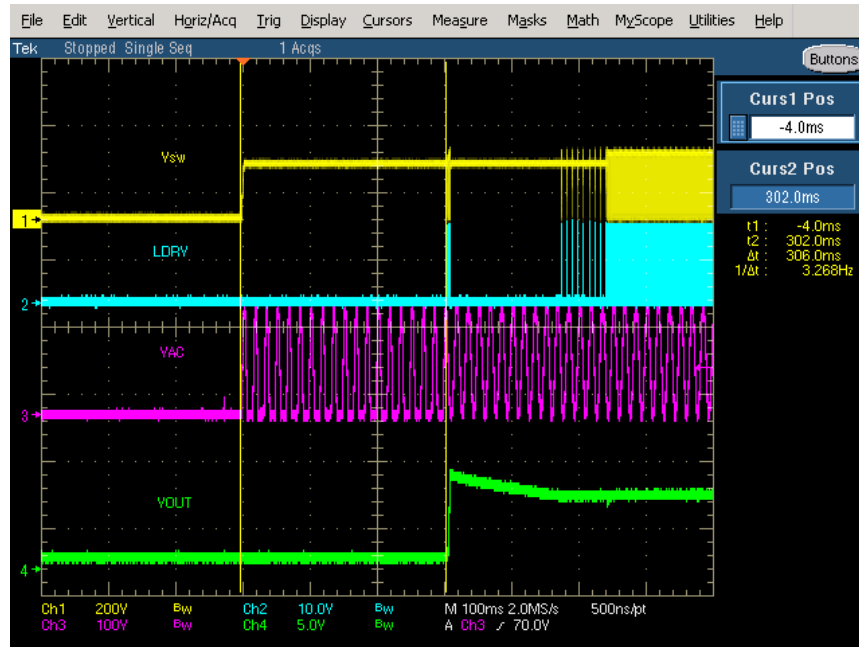 File Edit Vertical Horiz/Acq Trig Display Cursors Measure Masks Math MyScope Utilities Help
Tek Stopped Single Seq 1 Acqs
Buttons
Curs1 Pos
-4.0ms
Curs2 Pos
302.0ms
t1 : -4.0ms
t2 : 302.0ms
Δt : 306.0ms
1/Δt : 3.268Hz
Vsw
1
LDRV
2
VAC
3
VOUT
4
Ch1 200V Bw Ch2 10.0V Bw M 100ms 2.0MS/s 500ns/pt
Ch3 100V Bw Ch4 5.0V Bw A Ch3 ∕ 70.0V